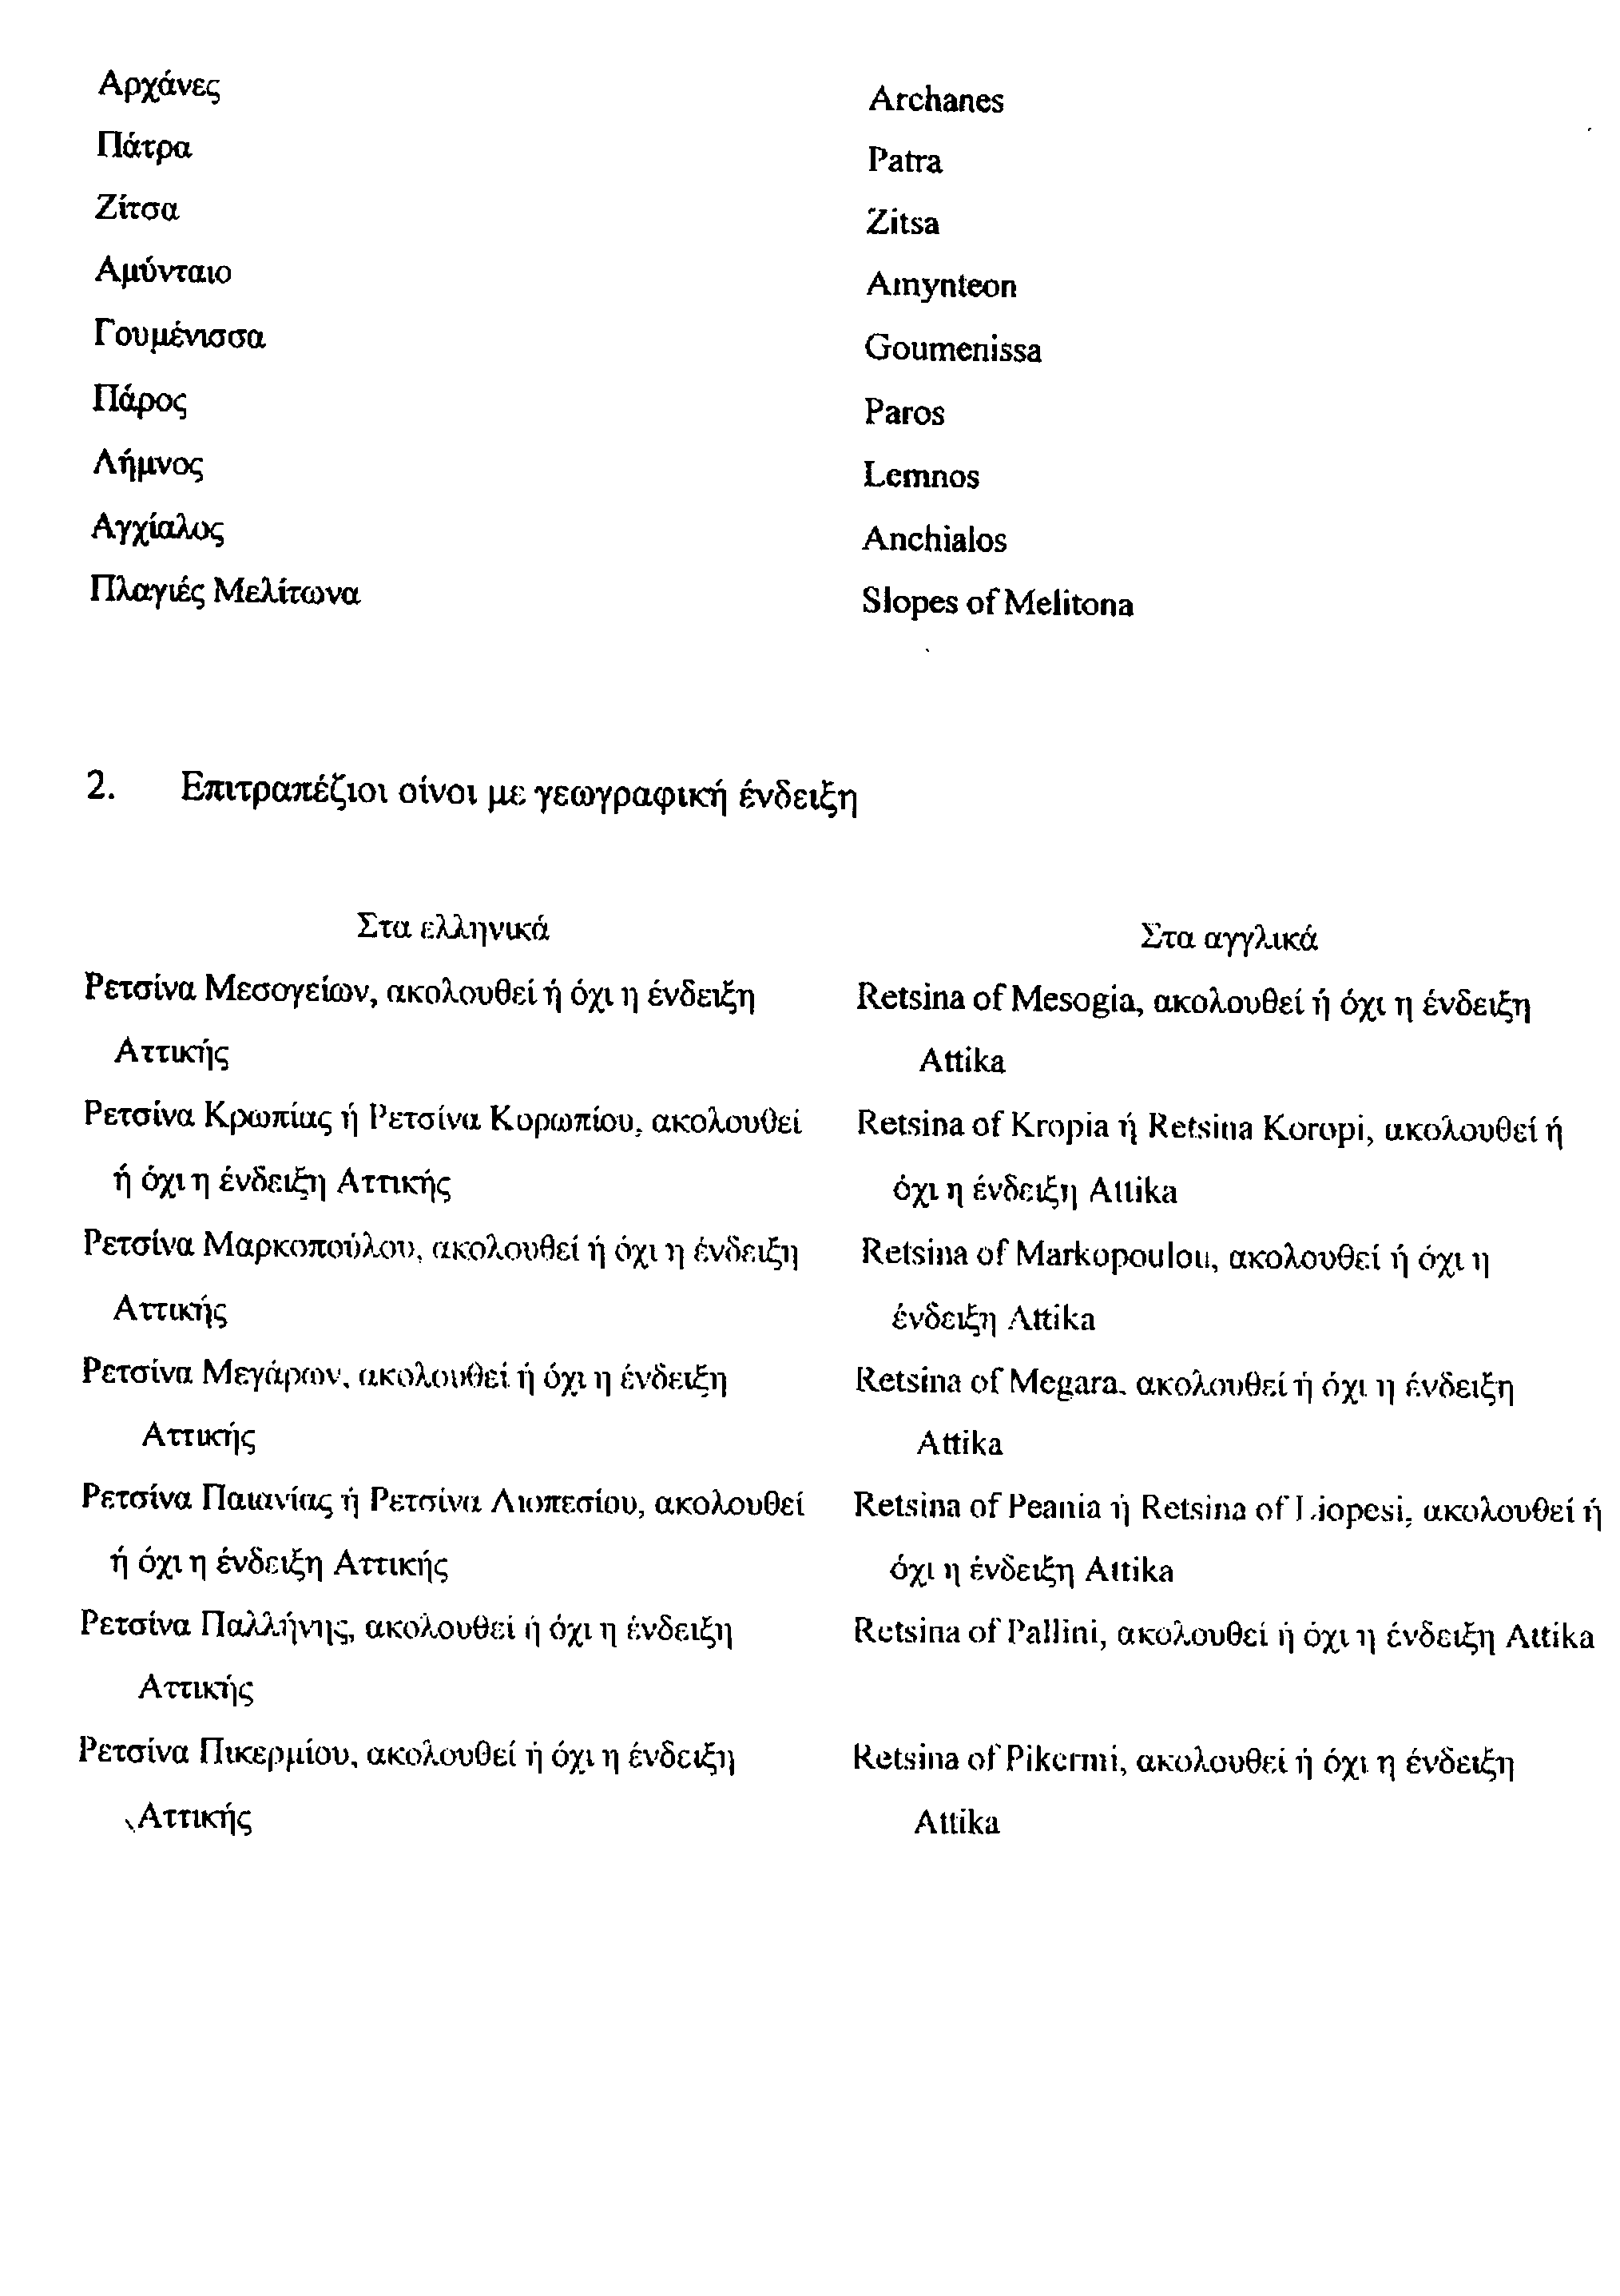 Αρχάνες Archanes
Πάτρα Patra
Ζίτσα Zitsa
Αμύνταιο Amynteon
Γουμένισσα Goumenissa
Πάρος Paros
Λήμνος Lemnos
Αγχίαλος Anchialos
Πλαγιές Μελίτωνα Slopes of Melitona
2. Επιτραπέζιοι οίνοι με γεωγραφική ένδειξη
Στα ελληνικά Στα αγγλικά
Ρετσίνα Μεσογείων, ακολουθεί ή όχι η ένδειξη Retsina of Mesogia, ακολουθεί ή όχι η ένδειξη
Αττικής Attika
Ρετσίνα Κρωπίας ή Ρετσίνα Κορωπίου, ακολουθεί Retsina of Kropia ή Retsina Koropi, ακολουθεί ή
ή όχι η ένδειξη Αττικής όχι η ένδειξη Attika
Ρετσίνα Μαρκοπούλου, ακολουθεί ή όχι η ένδειξη Retsina of Markopoulou, ακολουθεί ή όχι η
Αττικής ένδειξη Attika
Ρετσίνα Μεγάρων, ακολουθεί ή όχι η ένδειξη Retsina of Megara, ακολουθεί ή όχι η ένδειξη
Αττικής Attika
Ρετσίνα Παιανίας ή Ρετσίνα Λιοπεσίου, ακολουθεί Retsina of Peania ή Retsina of Liopesi, ακολουθεί ή
ή όχι η ένδειξη Αττικής όχι η ένδειξη Attika
Ρετσίνα Παλλήνης, ακολουθεί ή όχι η ένδειξη Retsina of Pallini, ακολουθεί ή όχι η ένδειξη Attika
Αττικής
Ρετσίνα Πικερμίου, ακολουθεί ή όχι η ένδειξη Retsina of Pikermi, ακολουθεί ή όχι η ένδειξη
Αττικής Attika